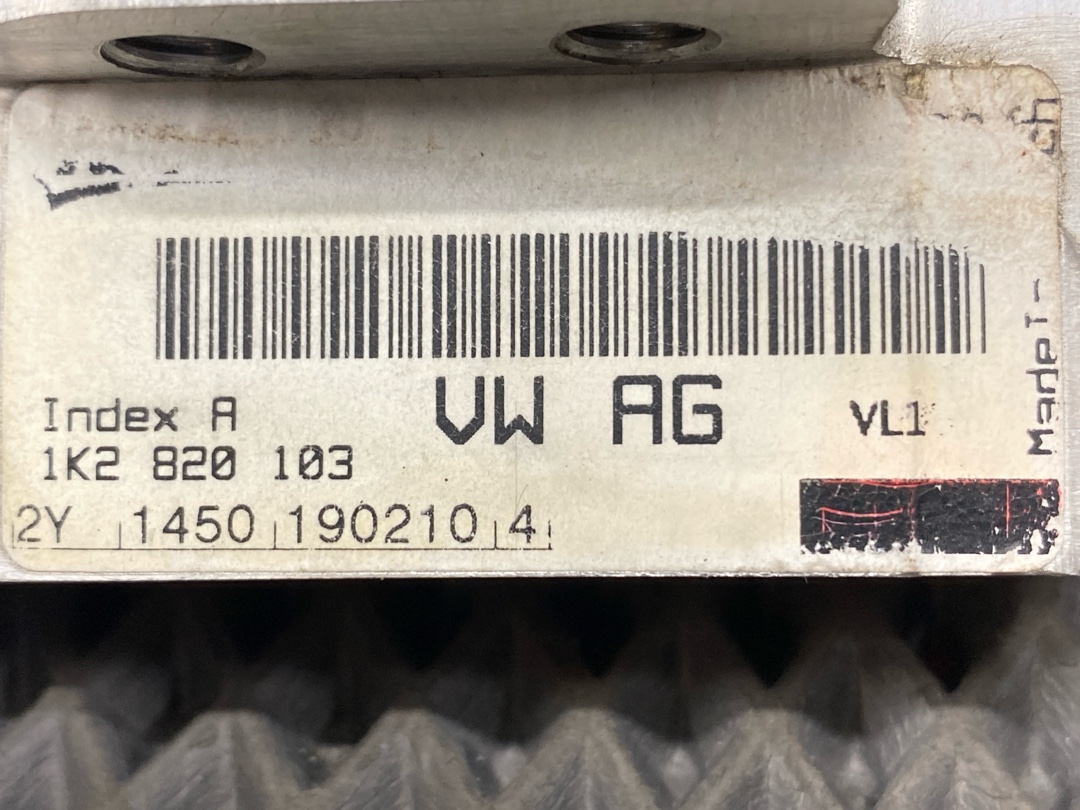 VW AG
Index A
VL1
1K2 820 103
2Y 1450 190210 4
Made